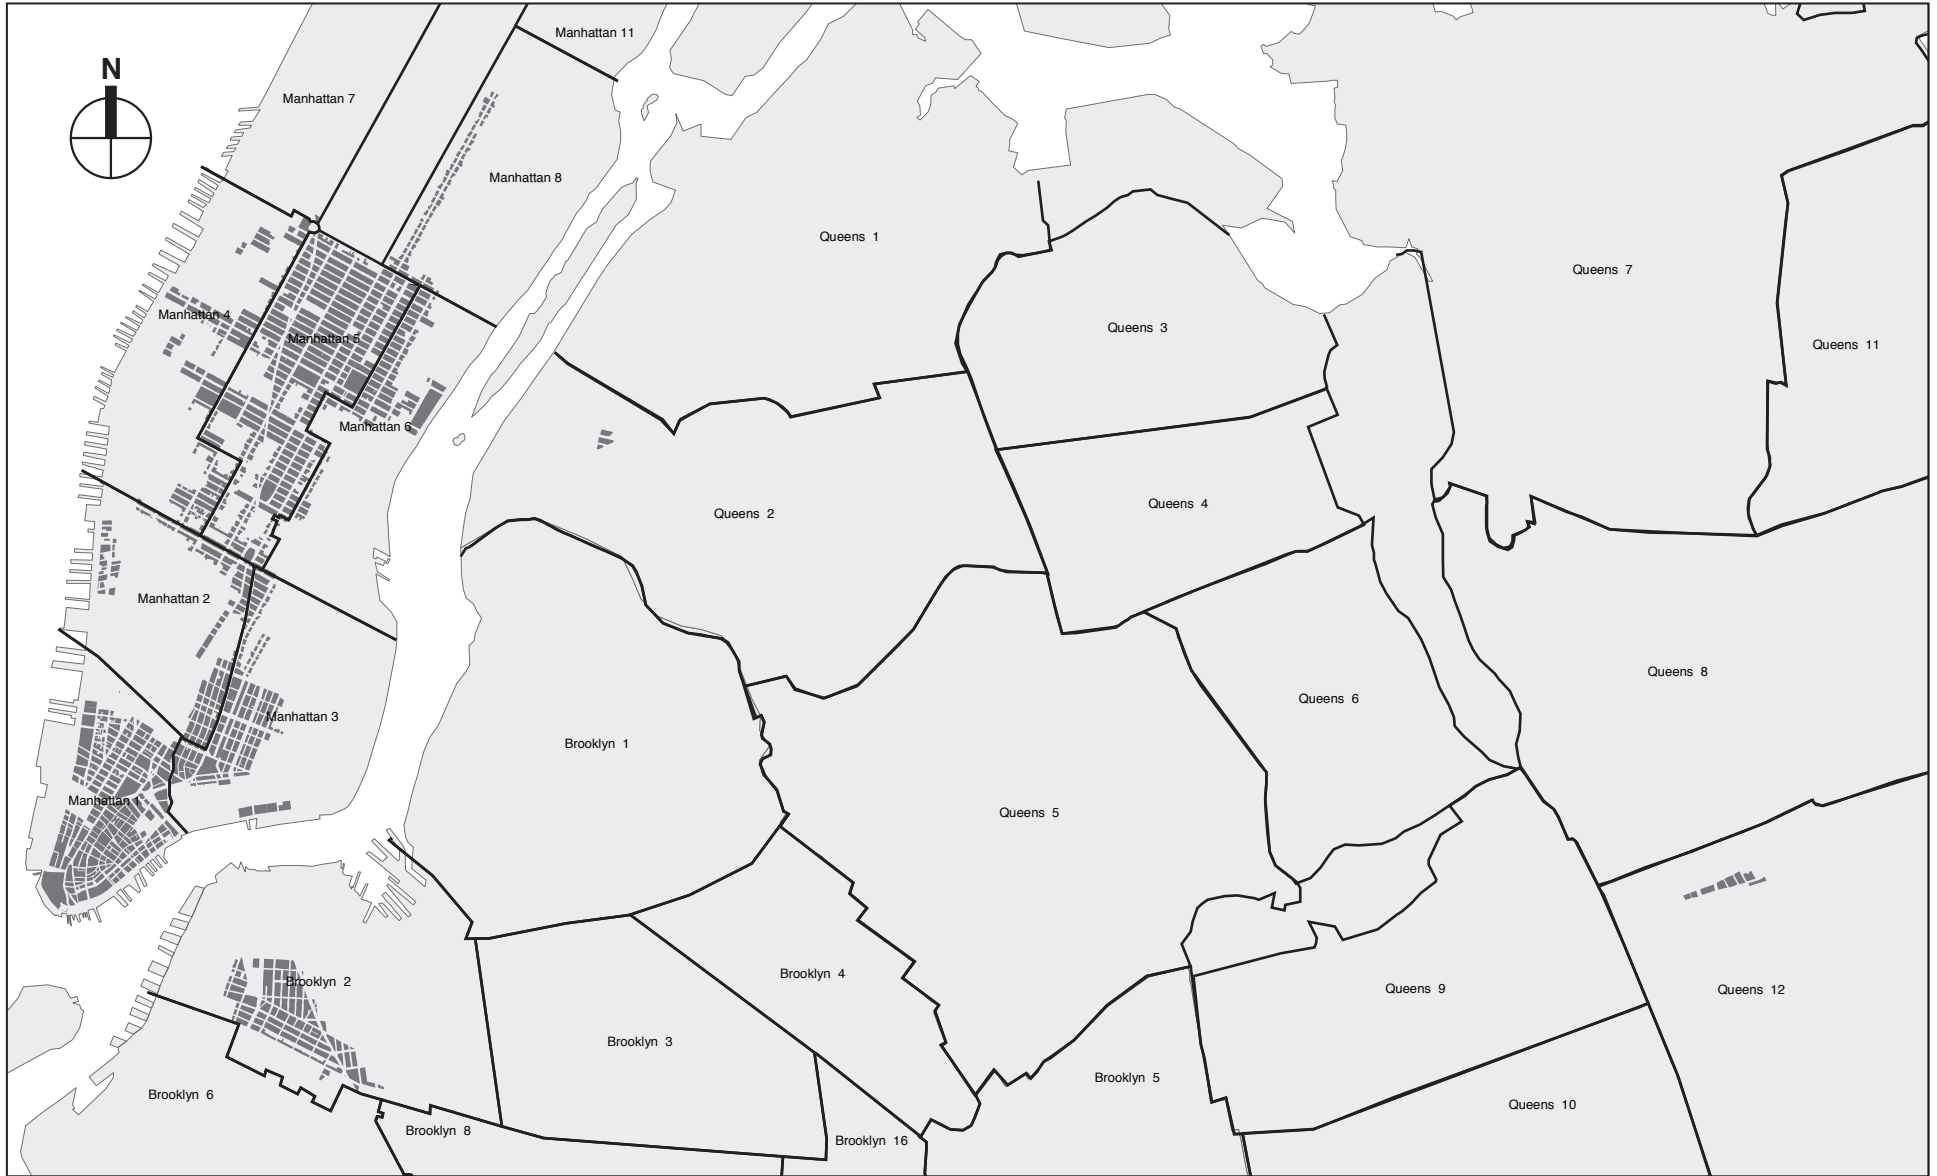 Manhattan 11
N
Manhattan 7
Manhattan 8
Queens 1
Queens 7
Manhattan 4
Queens 3
Manhattan 5
Queens 11
Manhattan 6
Queens 4
Queens 2
Manhattan 2
Queens 8
Queens 6
Manhattan 3
Brooklyn 1
Manhattan 1
Queens 5
Brooklyn 4
Brooklyn 2
Queens 9
Queens 12
Brooklyn 3
Brooklyn 5
Brooklyn 6
Queens 10
Brooklyn 8
Brooklyn 16